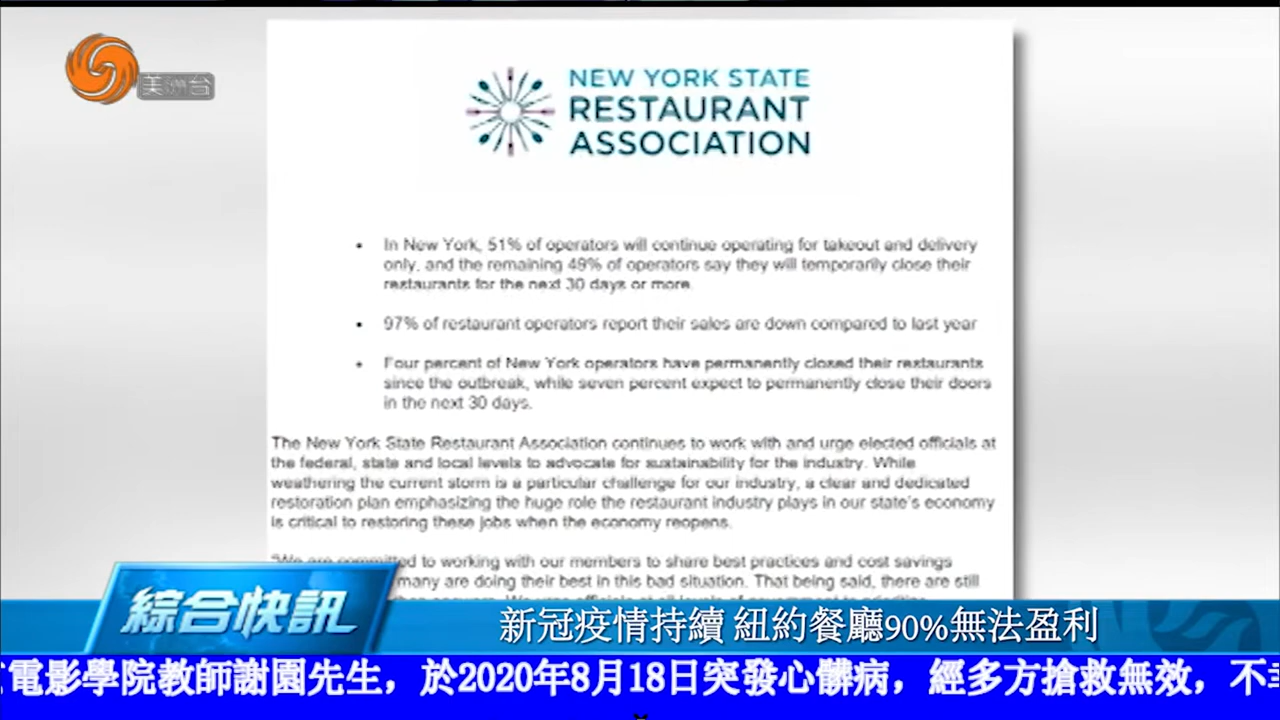 美洲台
NEW YORK STATE
RESTAURANT
ASSOCIATION
• In New York, 51% of operators will continue operating for takeout and delivery
only, and the remaining 49% of operators say they will temporarily close their
restaurants for the next 30 days or more.
• 97% of restaurant operators report their sales are down compared to last year
• Four percent of New York operators have permanently closed their restaurants
since the outbreak, while seven percent expect to permanently close their doors
in the next 30 days.
The New York State Restaurant Association continues to work with and urge elected officials at
the federal, state and local levels to advocate for sustainability for the industry. While
weathering the current storm is a particular challenge for our industry, a clear and dedicated
restoration plan emphasizing the huge role the restaurant industry plays in our state's economy
is critical to restoring these jobs when the economy reopens.
"We are committed to working with our members to share best practices and cost savings
many are doing their best in this bad situation. That being said, there are still
綜合快訊
新冠疫情持續 紐約餐廳90%無法盈利
電影學院教師謝園先生，於2020年8月18日突發心髒病，經多方搶救無效，不